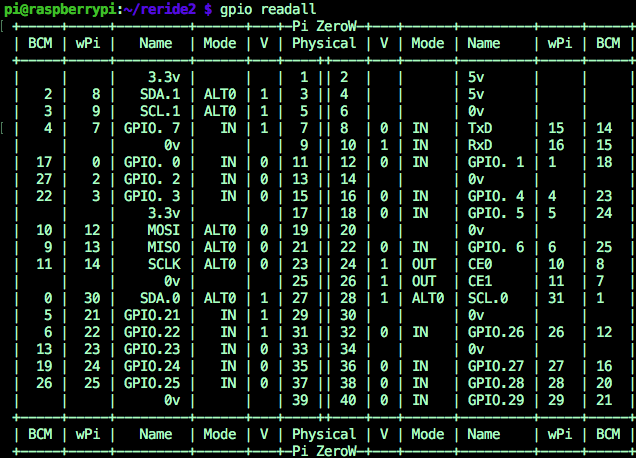 pi@raspberrypi:~/reride2 $ gpio readall
+-----+-----+---------+------+---+--Pi ZeroW--+---+------+---------+-----+-----+
| BCM | wPi | Name | Mode | V | Physical | V | Mode | Name | wPi | BCM |
+-----+-----+---------+------+---+----++----+---+------+---------+-----+-----+
| | | 3.3v | | | 1 || 2 | | | 5v | | |
| 2 | 8 | SDA.1 | ALT0 | 1 | 3 || 4 | | | 5v | | |
| 3 | 9 | SCL.1 | ALT0 | 1 | 5 || 6 | | | 0v | | |
| 4 | 7 | GPIO. 7 | IN | 1 | 7 || 8 | 0 | IN | TxD | 15 | 14 |
| | | 0v | | | 9 || 10 | 1 | IN | RxD | 16 | 15 |
| 17 | 0 | GPIO. 0 | IN | 0 | 11 || 12 | 0 | IN | GPIO. 1 | 1 | 18 |
| 27 | 2 | GPIO. 2 | IN | 0 | 13 || 14 | | | 0v | | |
| 22 | 3 | GPIO. 3 | IN | 0 | 15 || 16 | 0 | IN | GPIO. 4 | 4 | 23 |
| | | 3.3v | | | 17 || 18 | 0 | IN | GPIO. 5 | 5 | 24 |
| 10 | 12 | MOSI | ALT0 | 0 | 19 || 20 | | | 0v | | |
| 9 | 13 | MISO | ALT0 | 0 | 21 || 22 | 0 | IN | GPIO. 6 | 6 | 25 |
| 11 | 14 | SCLK | ALT0 | 0 | 23 || 24 | 1 | OUT | CE0 | 10 | 8 |
| | | 0v | | | 25 || 26 | 1 | OUT | CE1 | 11 | 7 |
| 0 | 30 | SDA.0 | ALT0 | 1 | 27 || 28 | 1 | ALT0 | SCL.0 | 31 | 1 |
| 5 | 21 | GPIO.21 | IN | 1 | 29 || 30 | | | 0v | | |
| 6 | 22 | GPIO.22 | IN | 1 | 31 || 32 | 0 | IN | GPIO.26 | 26 | 12 |
| 13 | 23 | GPIO.23 | IN | 0 | 33 || 34 | | | 0v | | |
| 19 | 24 | GPIO.24 | IN | 0 | 35 || 36 | 0 | IN | GPIO.27 | 27 | 16 |
| 26 | 25 | GPIO.25 | IN | 0 | 37 || 38 | 0 | IN | GPIO.28 | 28 | 20 |
| | | 0v | | | 39 || 40 | 0 | IN | GPIO.29 | 29 | 21 |
+-----+-----+---------+------+---+----++----+---+------+---------+-----+-----+
| BCM | wPi | Name | Mode | V | Physical | V | Mode | Name | wPi | BCM |
+-----+-----+---------+------+---+--Pi ZeroW--+---+------+---------+-----+-----+